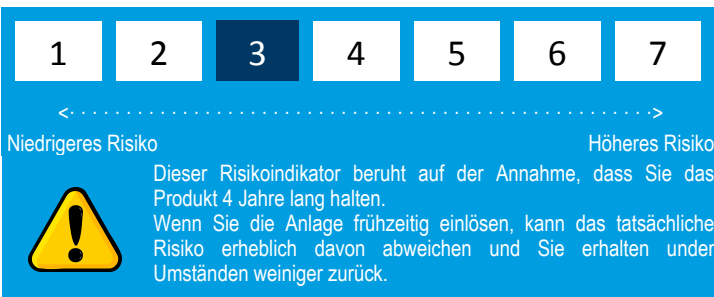 1 2 3 4 5 6 7
<· · · · · · · · · · · · · · · · · · · · · · · · · · · · · · · · · · · · · · · · · · · · · · · · · · · · · · · ·>
Niedrigeres Risiko Höheres Risiko
Dieser Risikoindikator beruht auf der Annahme, dass Sie das
Produkt 4 Jahre lang halten.
Wenn Sie die Anlage frühzeitig einlösen, kann das tatsächliche
Risiko erheblich davon abweichen und Sie erhalten under
Umständen weiniger zurück.